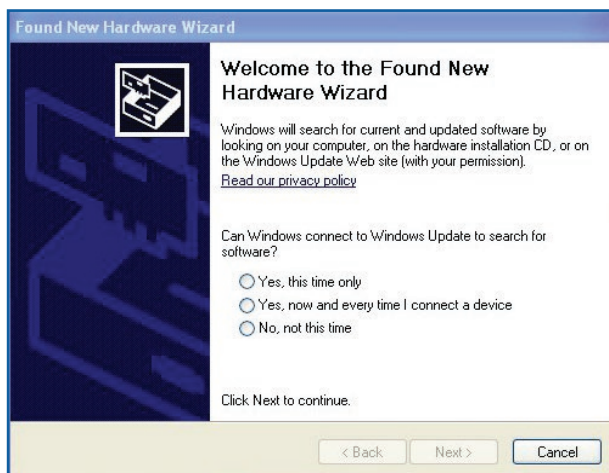 Found New Hardware Wizard
Welcome to the Found New
Hardware Wizard
Windows will search for current and updated software by
looking on your computer, on the hardware installation CD, or on
the Windows Update Web site (with your permission).
Read our privacy policy
Can Windows connect to Windows Update to search for
software?
Yes, this time only
Yes, now and every time I connect a device
No, not this time
Click Next to continue.
< Back Next > Cancel